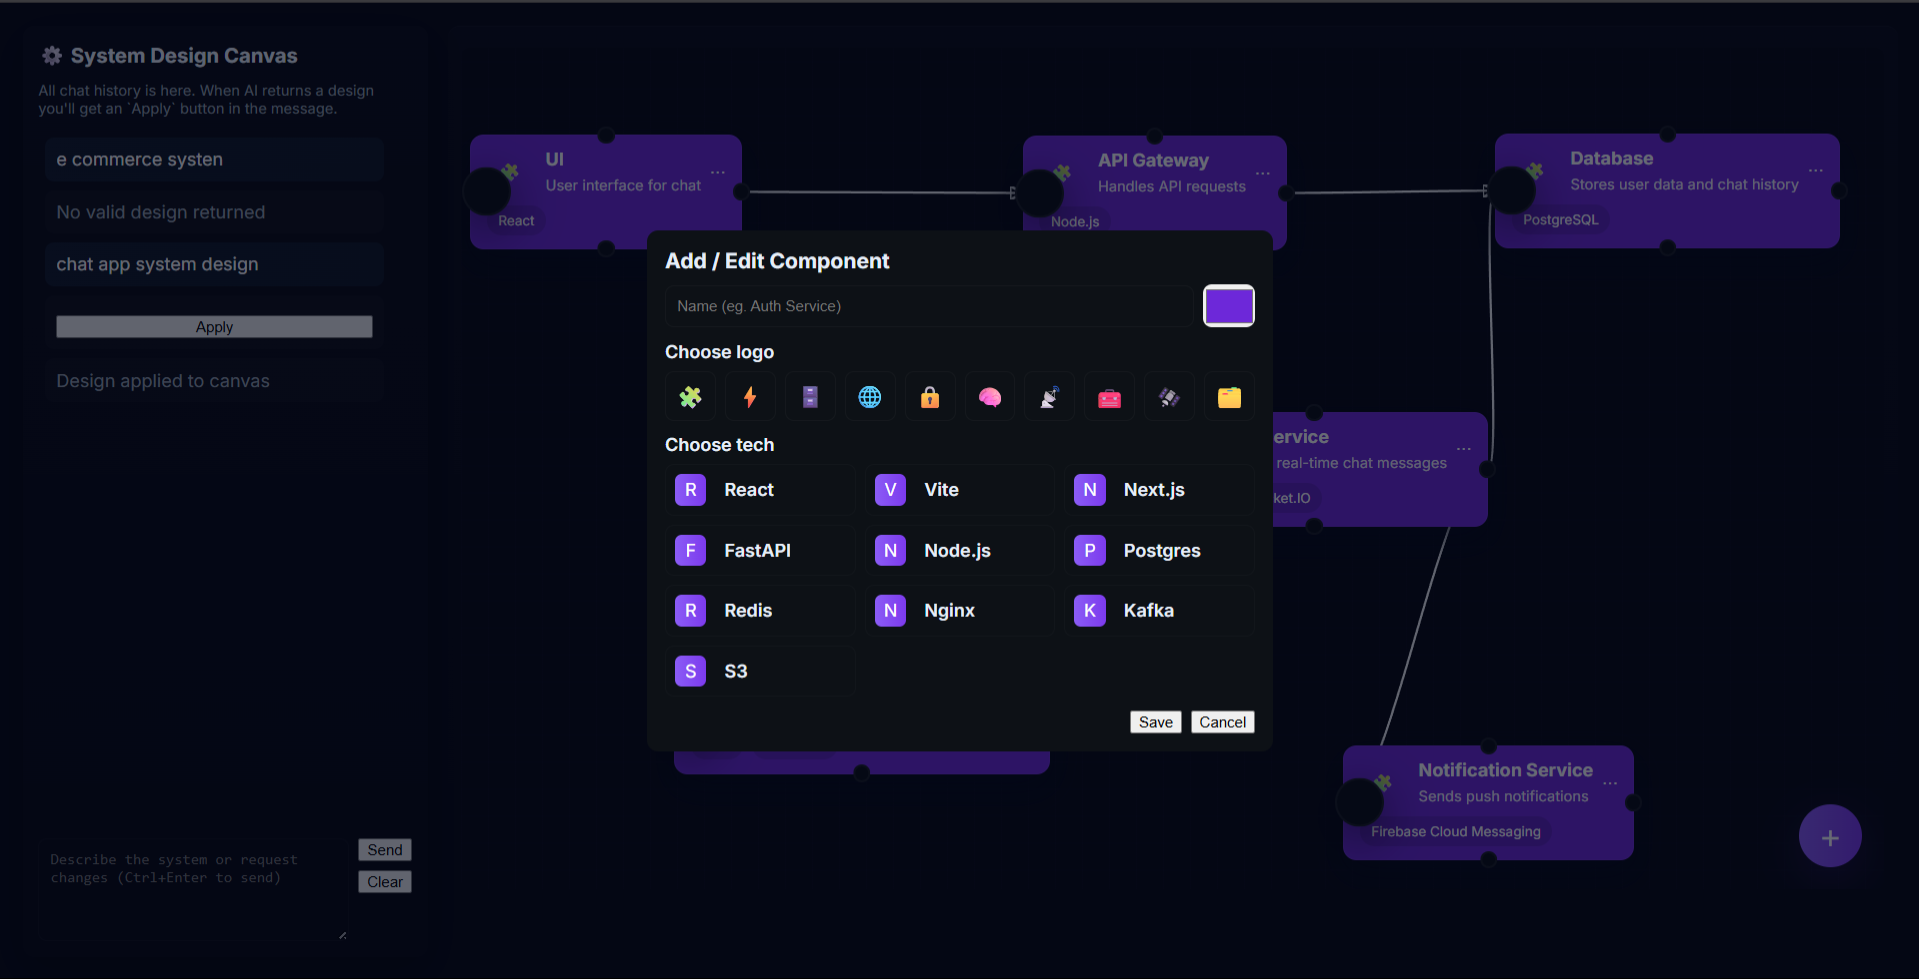 System Design Canvas
All chat history is here. When AI returns a design
you'll get an `Apply` button in the message.
e commerce systen
No valid design returned
chat app system design
Apply
Design applied to canvas
Describe the system or request
changes (Ctrl+Enter to send)
Send
Clear
UI
User interface for chat
...
React
API Gateway
Handles API requests
...
Node.js
Database
Stores user data and chat history
...
PostgreSQL
Add / Edit Component
Name (eg. Auth Service)
Choose logo
Choose tech
R React
V Vite
N Next.js
F FastAPI
N Node.js
P Postgres
R Redis
N Nginx
K Kafka
S S3
Save
Cancel
ervice
real-time chat messages
...
ket.IO
Notification Service
Sends push notifications
...
Firebase Cloud Messaging
+